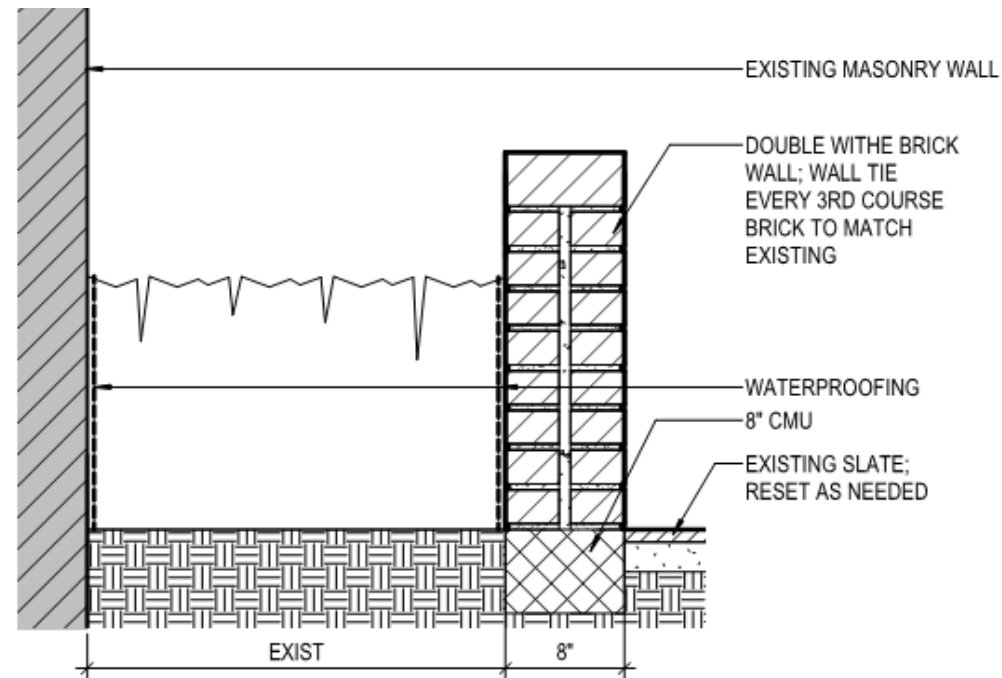 EXISTING MASONRY WALL
DOUBLE WITHE BRICK
WALL; WALL TIE
EVERY 3RD COURSE
BRICK TO MATCH
EXISTING
WATERPROOFING
8" CMU
EXISTING SLATE;
RESET AS NEEDED
EXIST
8"